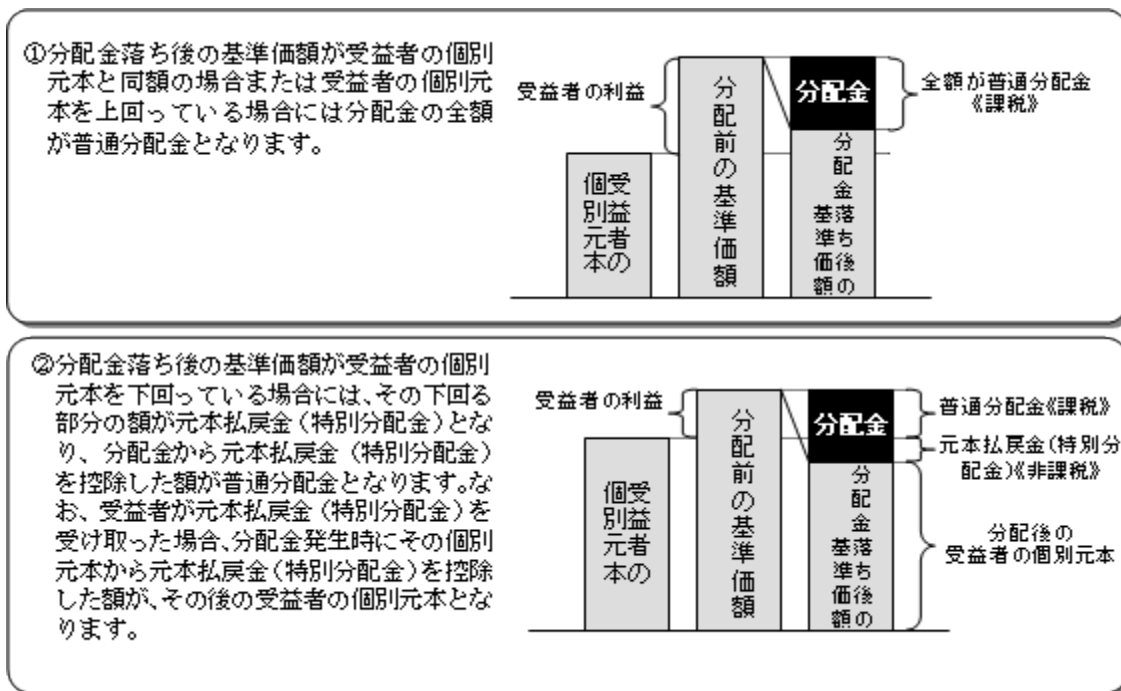 ①分配金落ち後の基準価額が受益者の個別
元本と同額の場合または受益者の個別元
本を上回っている場合には分配金の全額
が普通分配金となります。
受益者の利益
受益者の
個別元本
分配前の基準価額
分配金
分配金落ち後の
基準価額
全額が普通分配金
《課税》
②分配金落ち後の基準価額が受益者の個別
元本を下回っている場合には、その下回る
部分の額が元本払戻金(特別分配金)とな
り、分配金から元本払戻金(特別分配金)
を控除した額が普通分配金となります。な
お、受益者が元本払戻金(特別分配金)を
受け取った場合、分配金発生時にその個別
元本から元本払戻金(特別分配金)を控除
した額が、その後の受益者の個別元本とな
ります。
受益者の利益
受益者の
個別元本
分配前の基準価額
分配金
分配金落ち後の
基準価額
普通分配金《課税》
元本払戻金(特別分
配金)《非課税》
分配後の
受益者の個別元本